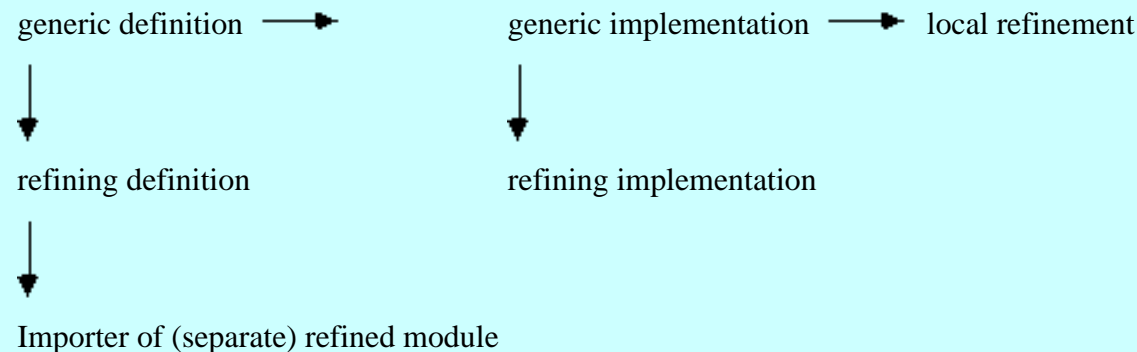 generic definition generic implementation local refinement
refining definition refining implementation
Importer of (separate) refined module